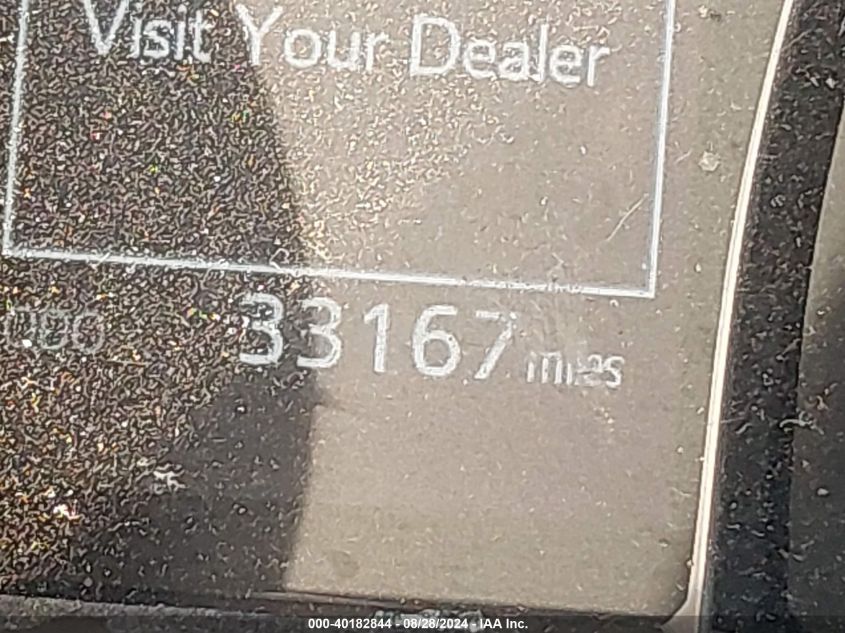 Visit Your Dealer
ODO 33167 miles
000-40182844 - 08/28/2024 - IAA Inc.